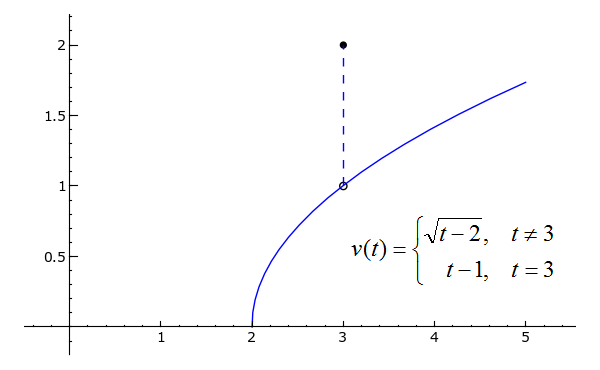 2
1.5
1
v(t) = { √t − 2, t ≠ 3
0.5
t − 1, t = 3
1 2 3 4 5